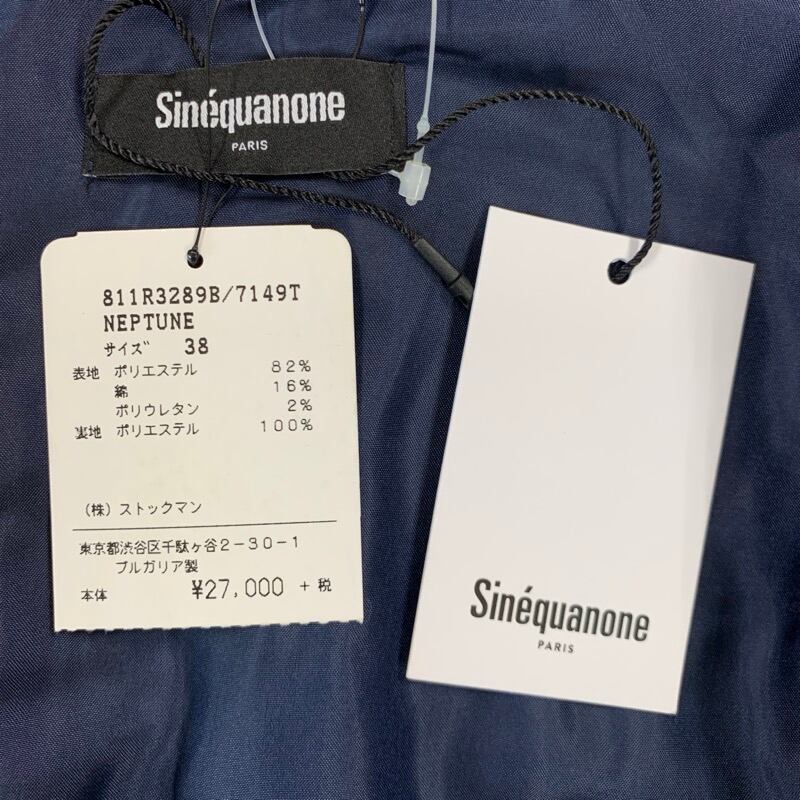 Sinéquanone
PARIS
811R3289B/7149T
NEPTUNE
サイズ 38
表地 ポリエステル 82%
綿 16%
ポリウレタン 2%
裏地 ポリエステル 100%
(株)ストックマン
東京都渋谷区千駄ヶ谷2-30-1
ブルガリア製
本体 ¥27,000 +税
Sinéquanone
PARIS